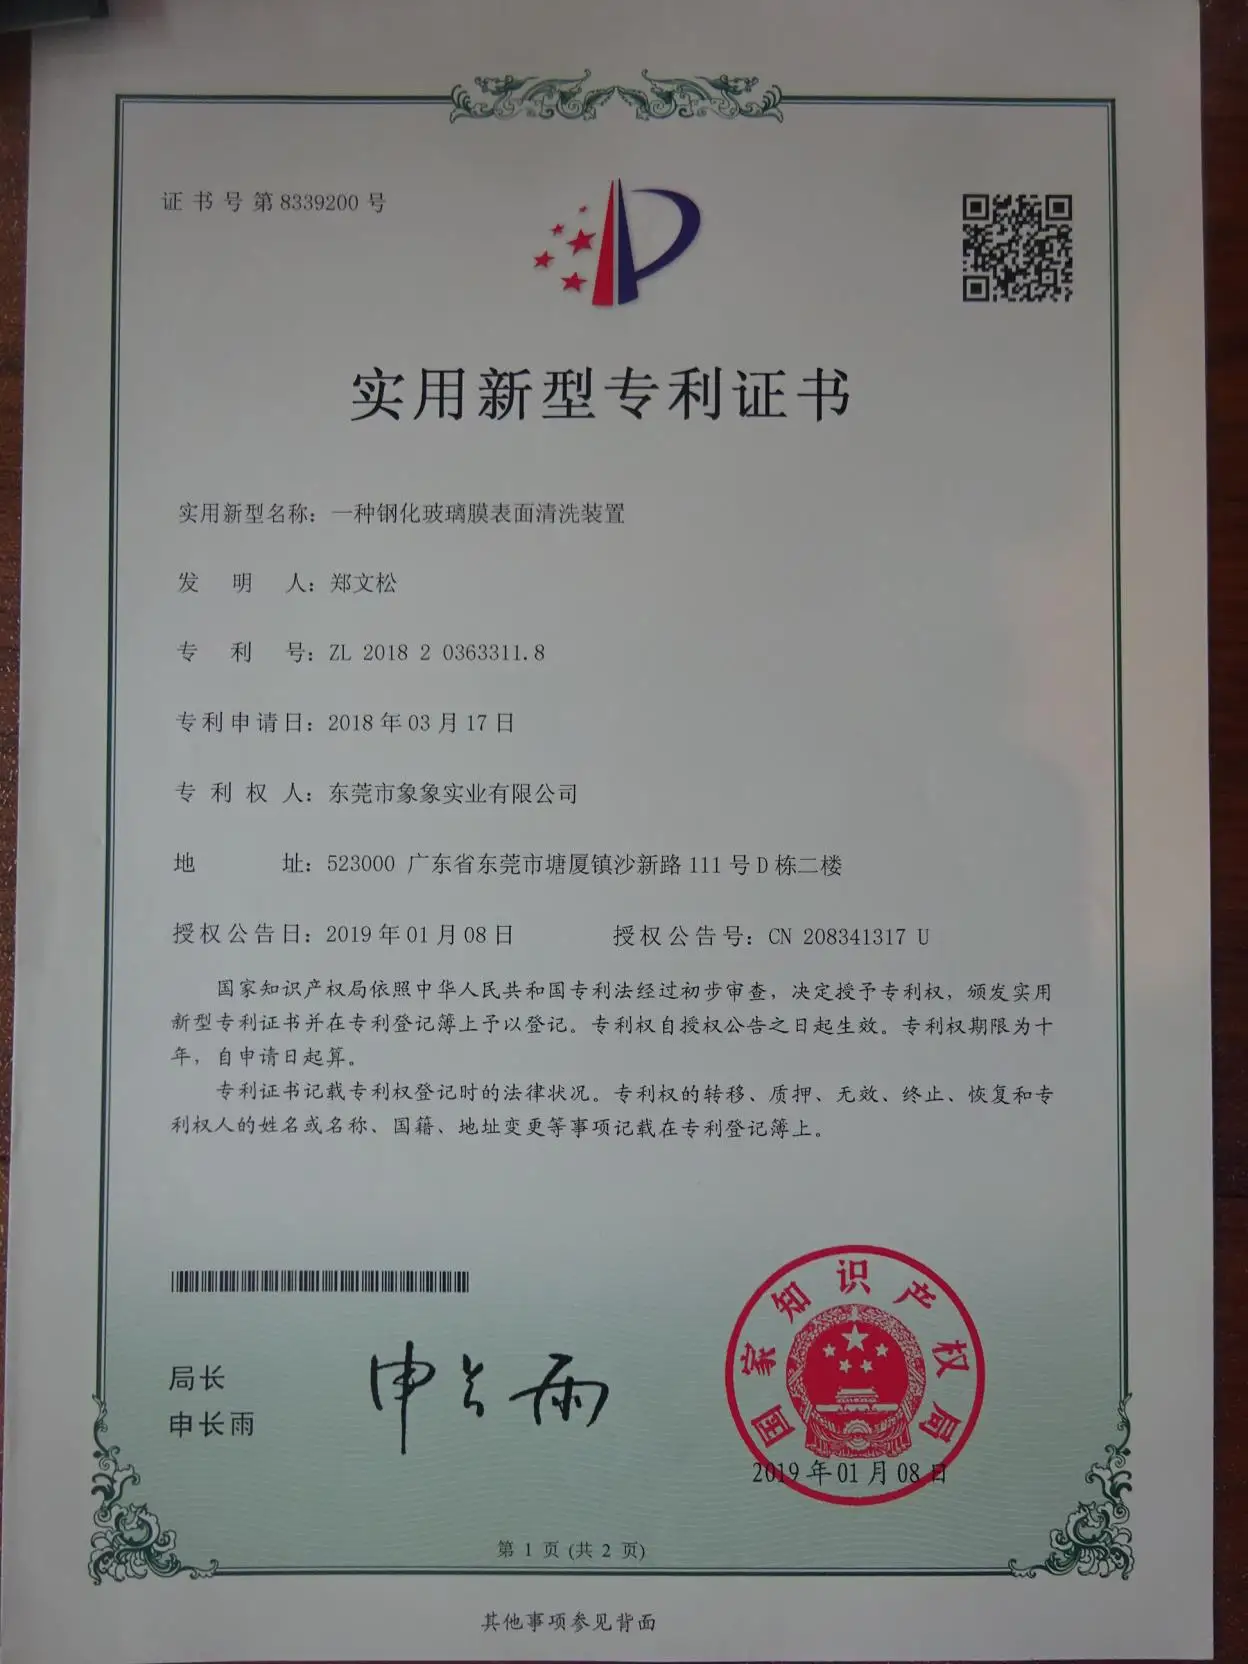 证书号第8339200号
实用新型专利证书
实用新型名称：一种钢化玻璃膜表面清洗装置
发明人：郑文松
专利号：ZL 2018 2 0363311.8
专利申请日：2018年03月17日
专利权人：东莞市象象实业有限公司
地址：523000 广东省东莞市塘厦镇沙新路111号D栋二楼
授权公告日：2019年01月08日 授权公告号：CN 208341317 U
国家知识产权局依照中华人民共和国专利法经过初步审查，决定授予专利权，颁发实用
新型专利证书并在专利登记簿上予以登记。专利权自授权公告之日起生效。专利权期限为十
年，自申请日起算。
专利证书记载专利权登记时的法律状况。专利权的转移、质押、无效、终止、恢复和专
利权人的姓名或名称、国籍、地址变更等事项记载在专利登记簿上。
局长
申长雨
申长雨
国家知识产权局
2019年01月08日
第 1 页 (共 2 页)
其他事项参见背面